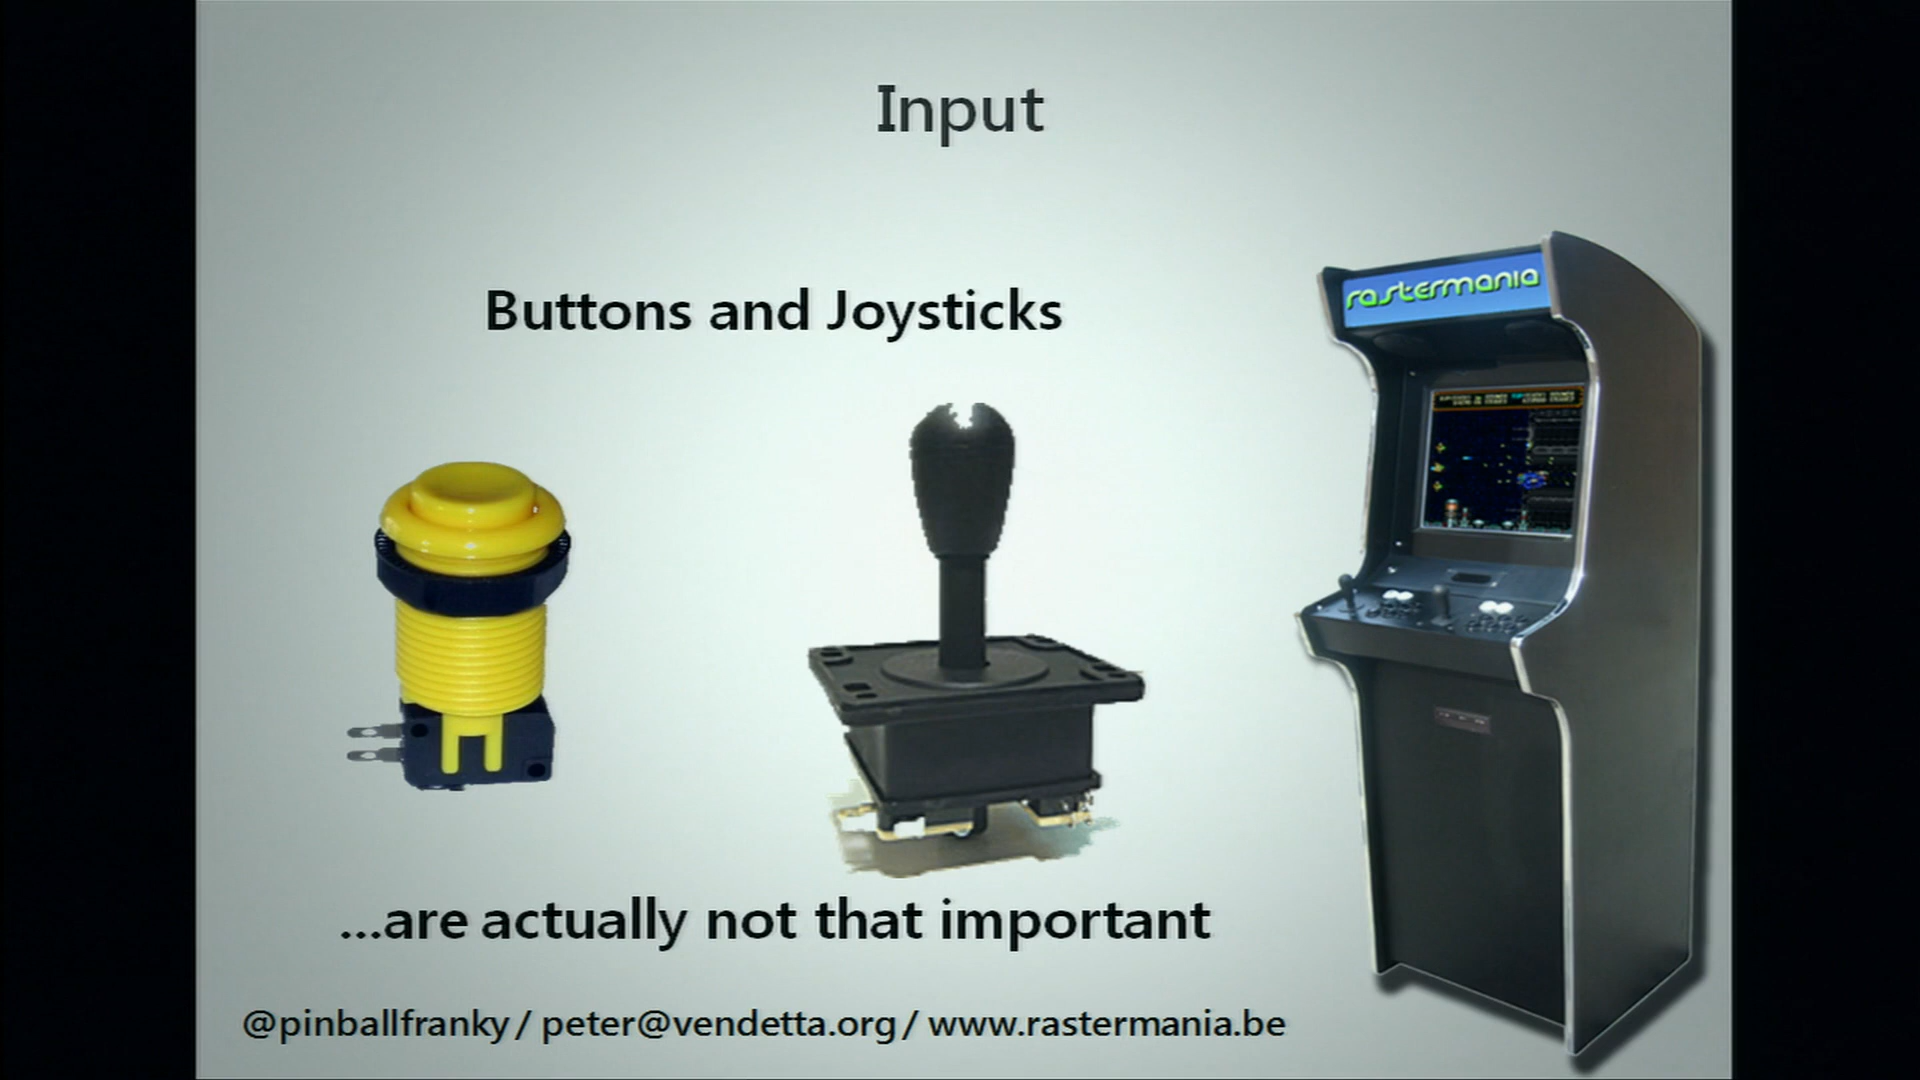 Input
Buttons and Joysticks
rastermania
...are actually not that important
@pinballfranky / peter@vendetta.org / www.rastermania.be